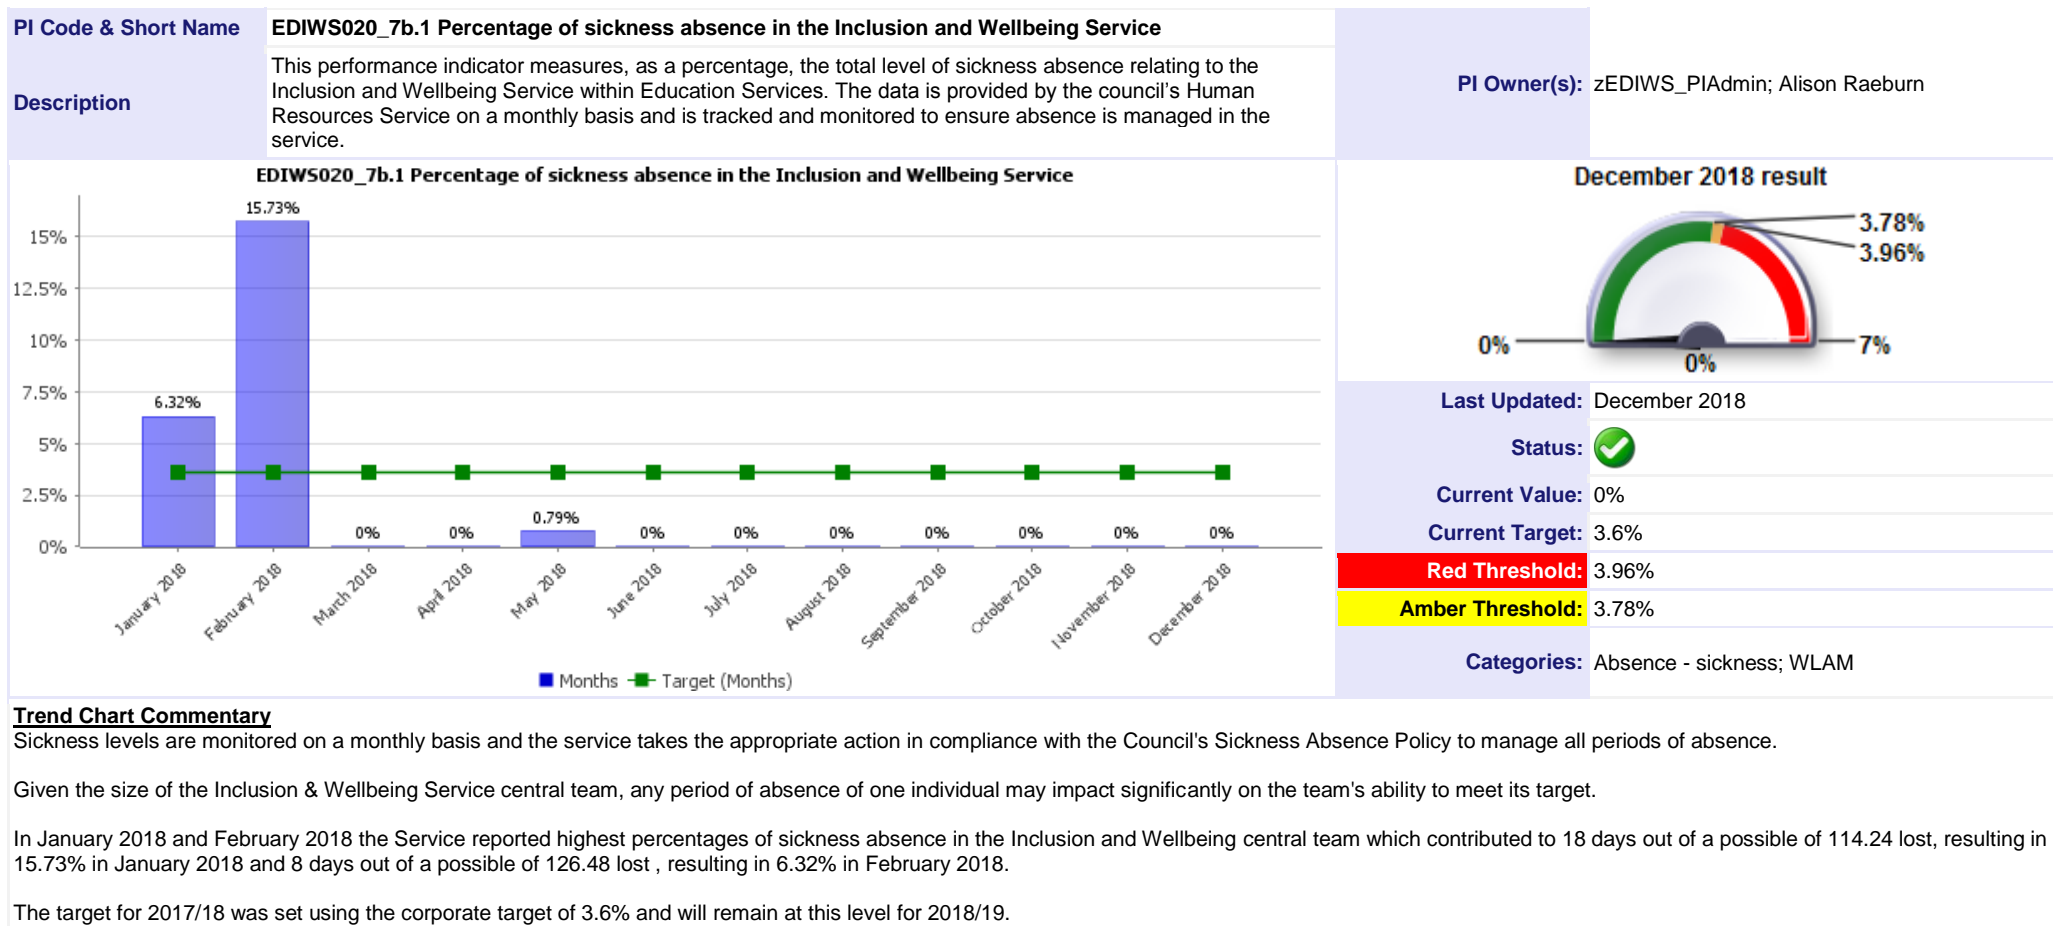 PI Code & Short Name EDIWS020_7b.1 Percentage of sickness absence in the Inclusion and Wellbeing Service
Description
This performance indicator measures, as a percentage, the total level of sickness absence relating to the
Inclusion and Wellbeing Service within Education Services. The data is provided by the council's Human
Resources Service on a monthly basis and is tracked and monitored to ensure absence is managed in the
service.
PI Owner(s): zEDIWS_PIAdmin; Alison Raeburn
EDIWS020_7b.1 Percentage of sickness absence in the Inclusion and Wellbeing Service
15%
12.5%
10%
7.5%
5%
2.5%
0%
6.32%
15.73%
0%
0%
0.79%
0%
0%
0%
0%
0%
0%
0%
January 2018
February 2018
March 2018
April 2018
May 2018
June 2018
July 2018
August 2018
September 2018
October 2018
November 2018
December 2018
Months
Target (Months)
December 2018 result
3.78%
3.96%
0%
7%
0%
Last Updated: December 2018
Status:
Current Value: 0%
Current Target: 3.6%
Red Threshold: 3.96%
Amber Threshold: 3.78%
Categories: Absence - sickness; WLAM
Trend Chart Commentary
Sickness levels are monitored on a monthly basis and the service takes the appropriate action in compliance with the Council's Sickness Absence Policy to manage all periods of absence.
Given the size of the Inclusion & Wellbeing Service central team, any period of absence of one individual may impact significantly on the team's ability to meet its target.
In January 2018 and February 2018 the Service reported highest percentages of sickness absence in the Inclusion and Wellbeing central team which contributed to 18 days out of a possible of 114.24 lost, resulting in
15.73% in January 2018 and 8 days out of a possible of 126.48 lost , resulting in 6.32% in February 2018.
The target for 2017/18 was set using the corporate target of 3.6% and will remain at this level for 2018/19.